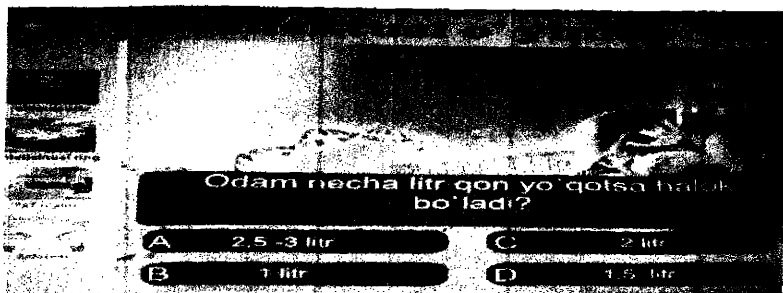 Odam necha litr qon yo`qotsa halok
bo`ladi?
A 2,5 -3 litr
C 2 litr
B 1 litr
D 1.5 litr